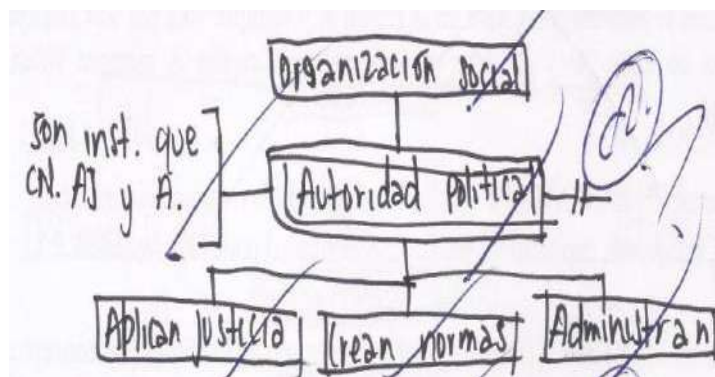 Organización social
son inst. que
CN. AJ
y A.
Autoridad política
Aplican justicia
Crean normas
Administran